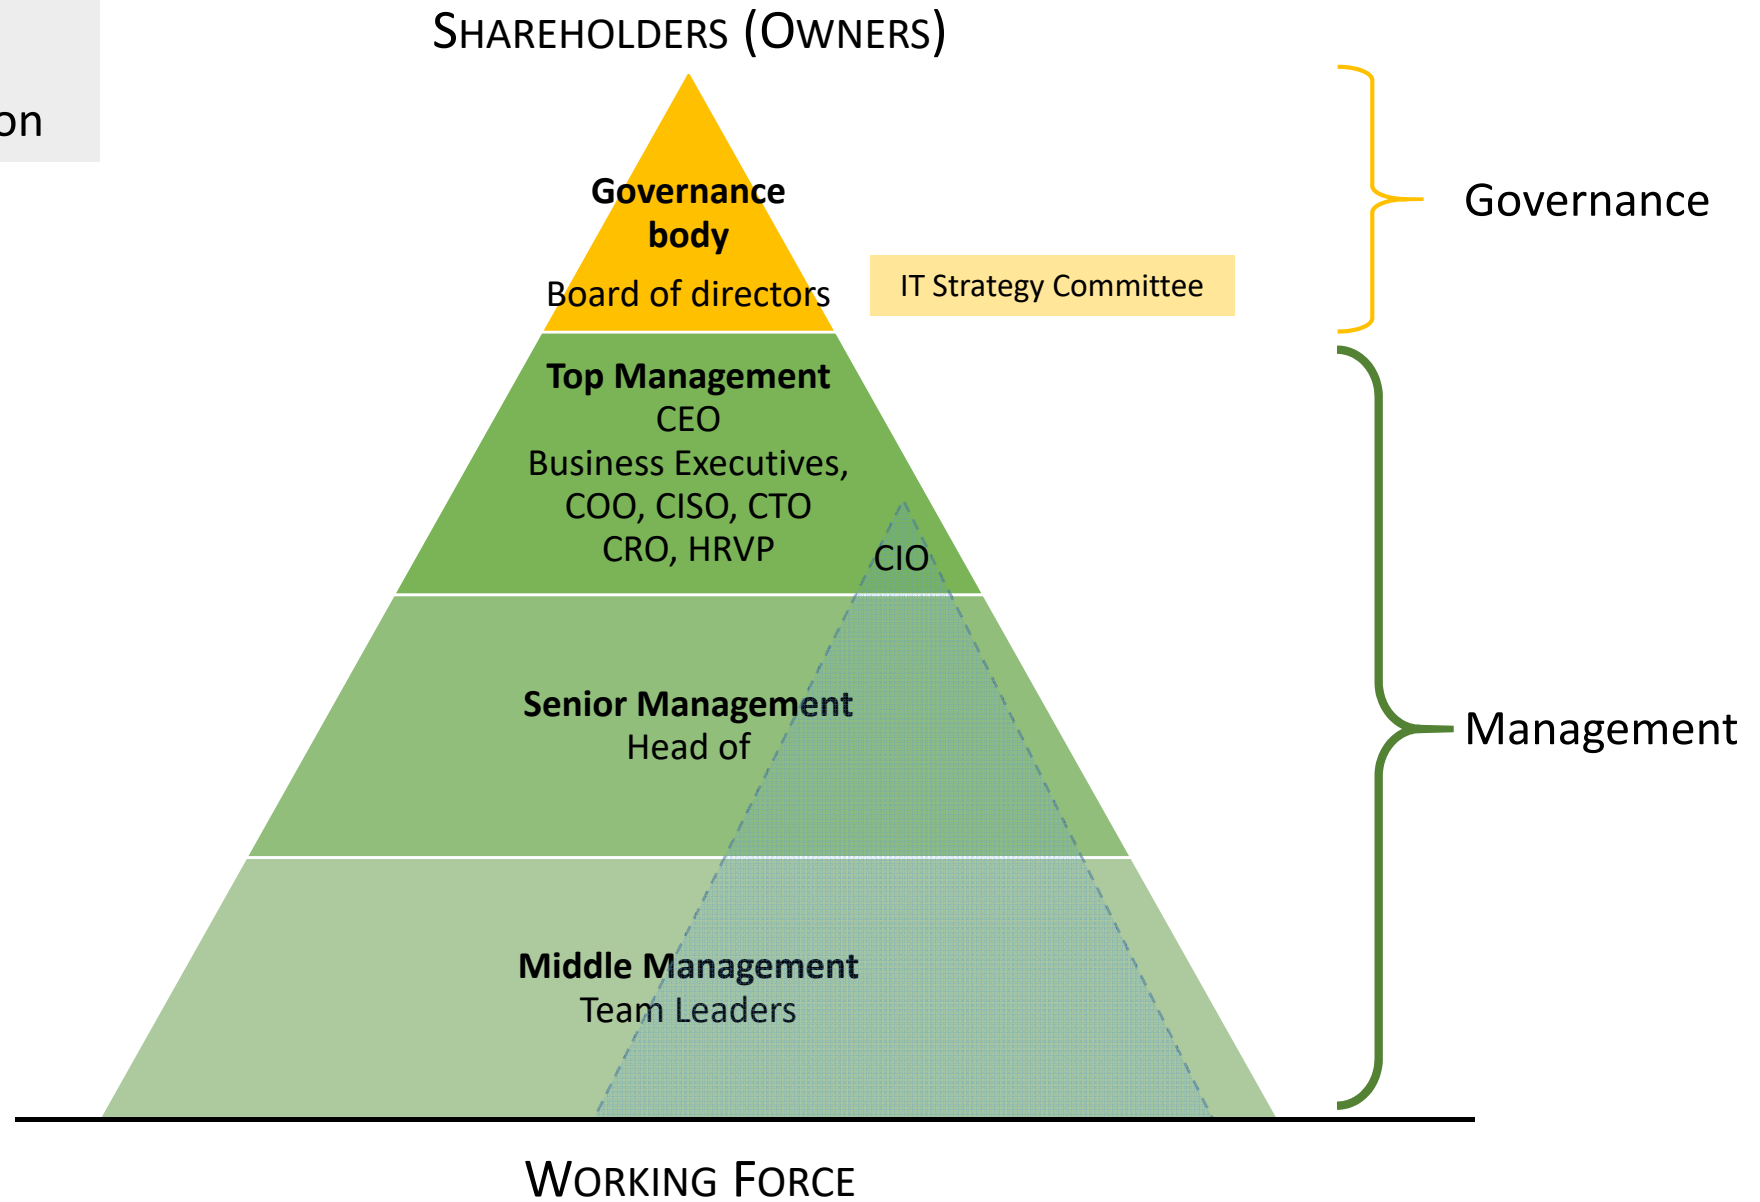 on
SHAREHOLDERS (OWNERS)
Governance
body
Board of directors
IT Strategy Committee
Governance
Top Management
CEO
Business Executives,
COO, CISO, CTO
CRO, HRVP
CIO
Senior Management
Head of
Management
Middle Management
Team Leaders
WORKING FORCE